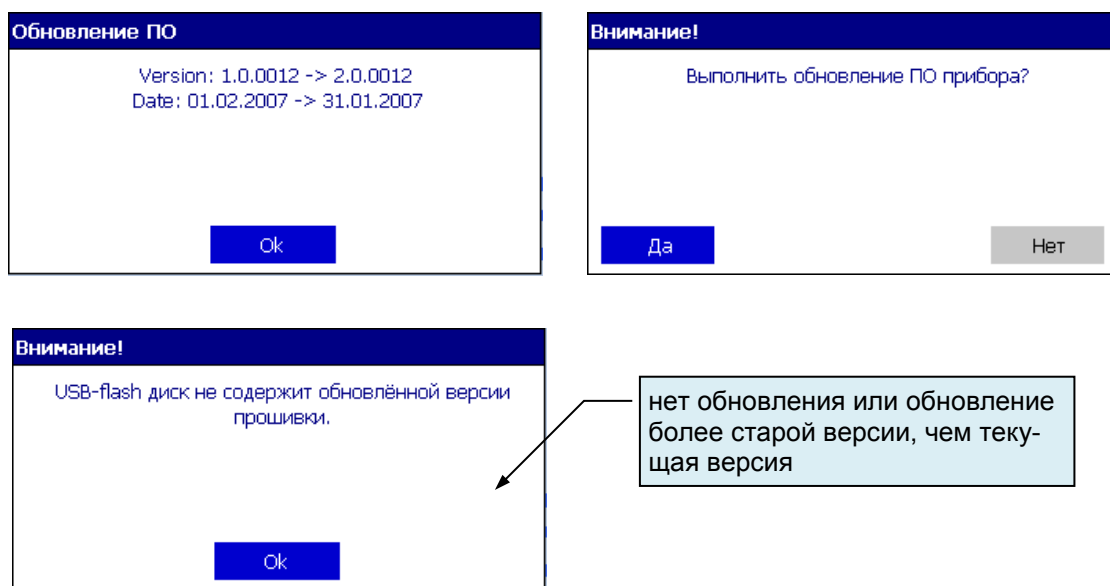 Обновление ПО
Version: 1.0.0012 -> 2.0.0012
Date: 01.02.2007 -> 31.01.2007
Ok
Внимание!
Выполнить обновление ПО прибора?
Да
Нет
Внимание!
USB-flash диск не содержит обновлённой версии
прошивки.
Ok
нет обновления или обновление
более старой версии, чем теку-
щая версия